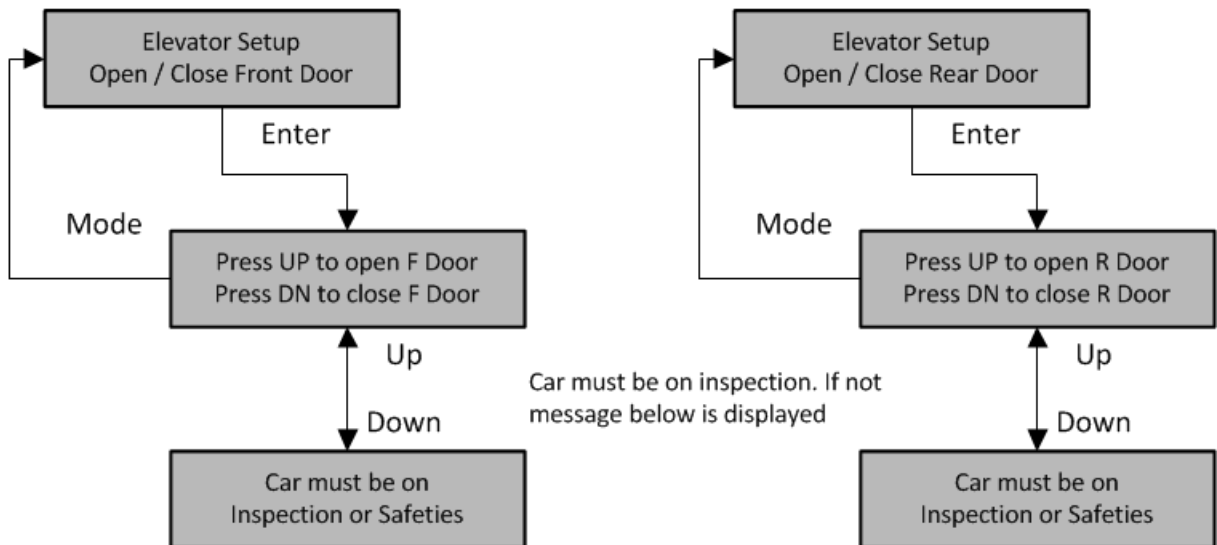 Elevator Setup
Open / Close Front Door
Enter
Mode
Press UP to open F Door
Press DN to close F Door
Up
Down
Car must be on
Inspection or Safeties
Car must be on inspection. If not
message below is displayed
Elevator Setup
Open / Close Rear Door
Enter
Mode
Press UP to open R Door
Press DN to close R Door
Up
Down
Car must be on
Inspection or Safeties